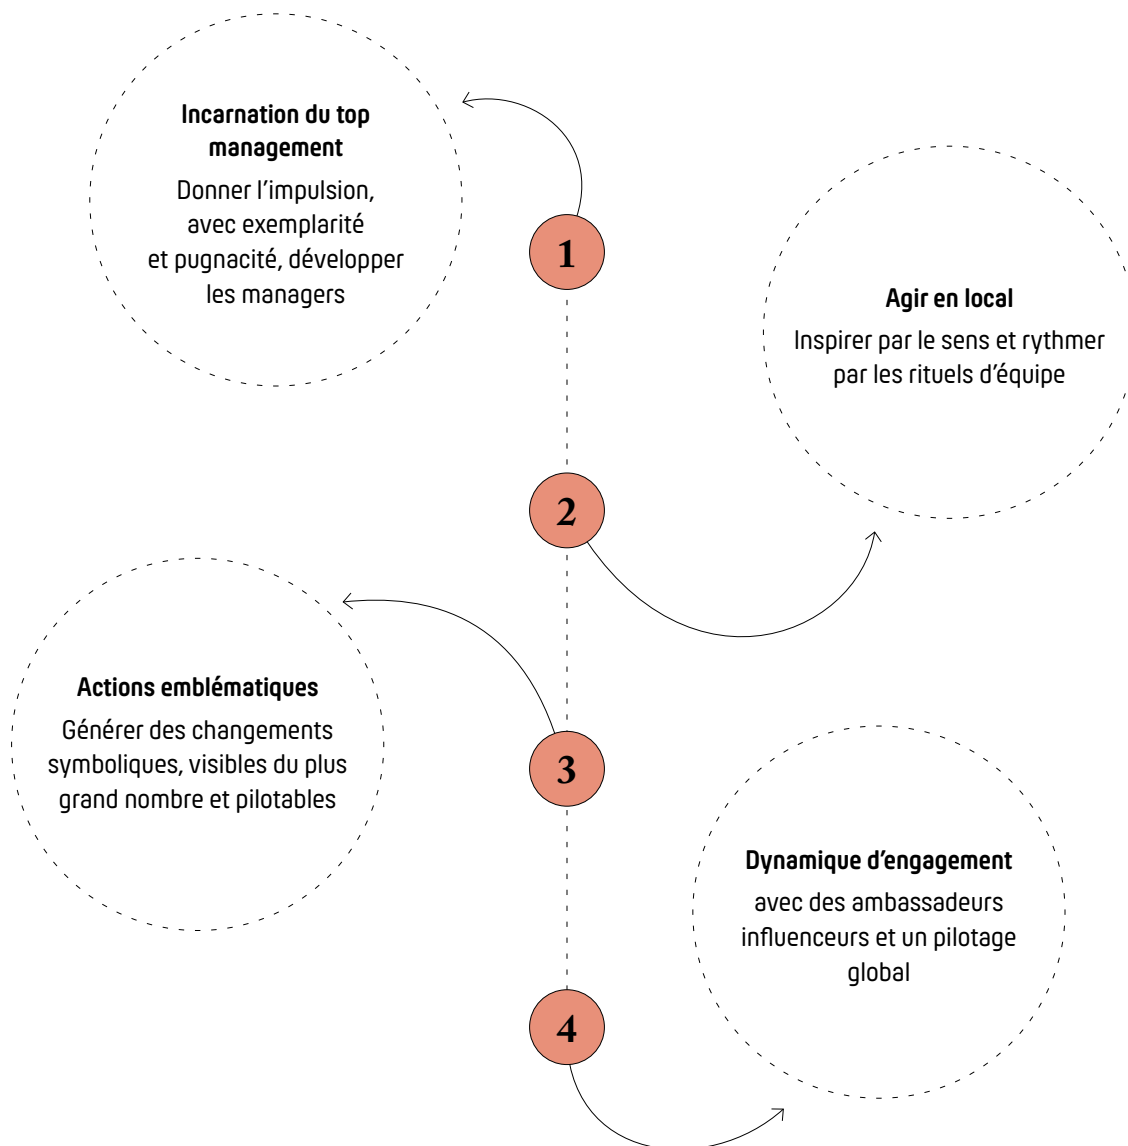 1
Incarnation du top
management
Donner l’impulsion,
avec exemplarité
et pugnacité, développer
les managers
2
Agir en local
Inspirer par le sens et rythmer
par les rituels d’équipe
3
Actions emblématiques
Générer des changements
symboliques, visibles du plus
grand nombre et pilotables
4
Dynamique d’engagement
avec des ambassadeurs
influenceurs et un pilotage
global